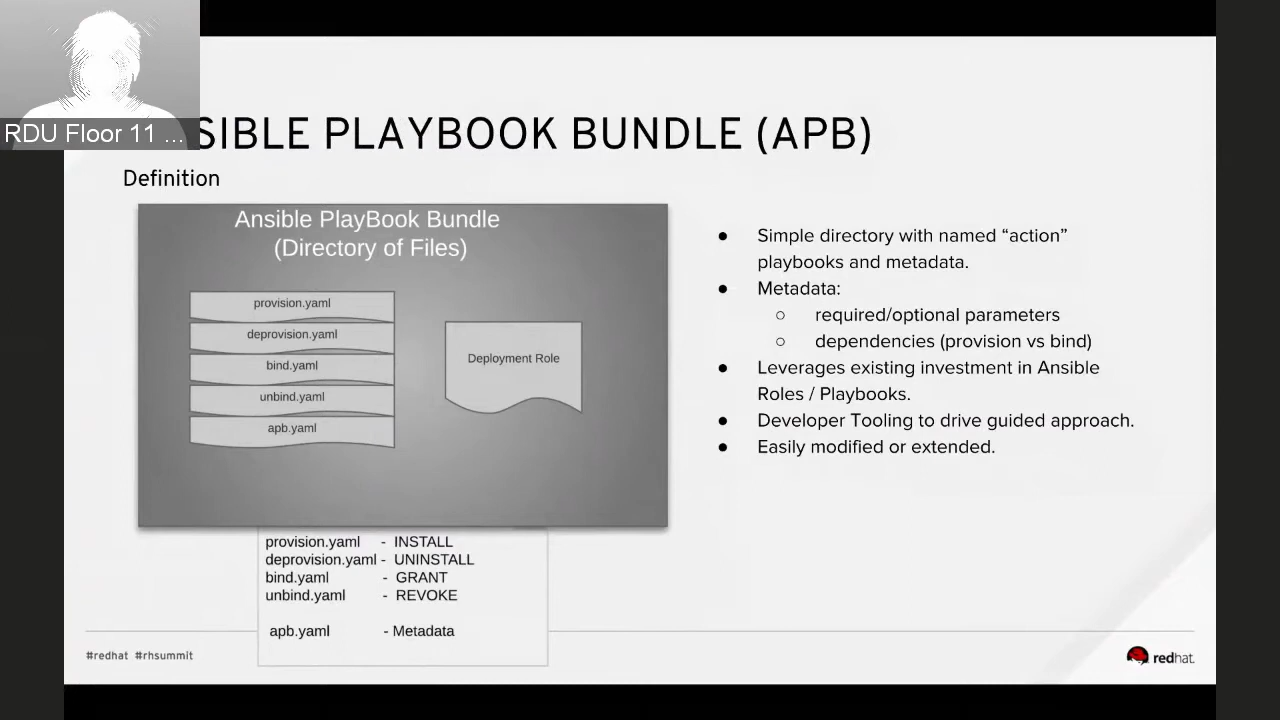 RDU Floor 11 ...
SIBLE PLAYBOOK BUNDLE (APB)
Definition
Ansible PlayBook Bundle
(Directory of Files)
provision.yaml
deprovision.yaml
bind.yaml
unbind.yaml
apb.yaml
Deployment Role
● Simple directory with named “action”
playbooks and metadata.
● Metadata:
○ required/optional parameters
○ dependencies (provision vs bind)
● Leverages existing investment in Ansible
Roles / Playbooks.
● Developer Tooling to drive guided approach.
● Easily modified or extended.
provision.yaml - INSTALL
deprovision.yaml - UNINSTALL
bind.yaml - GRANT
unbind.yaml - REVOKE
apb.yaml - Metadata
#redhat #rhsummit
redhat.